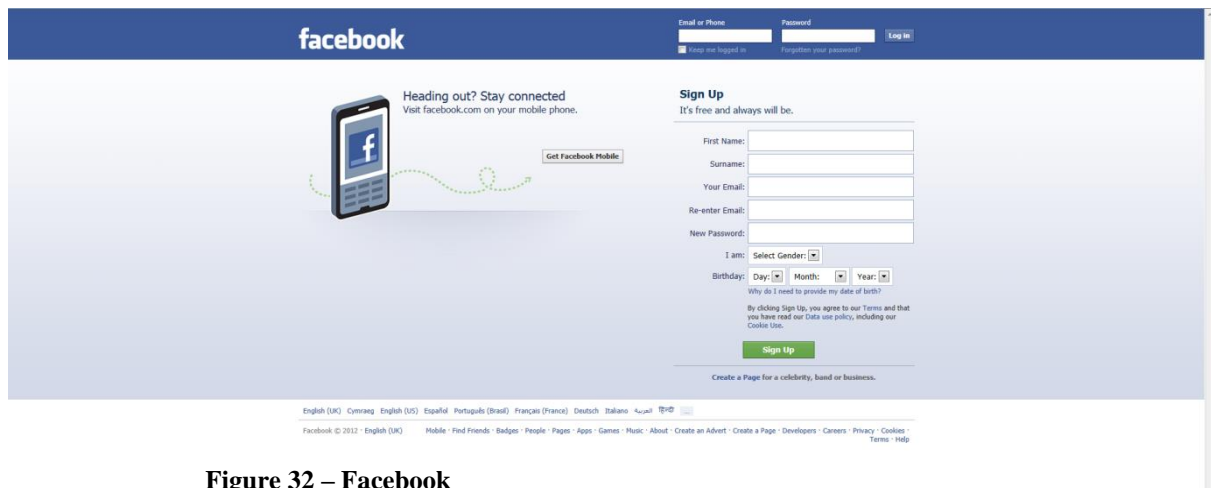 Email or Phone
Password
facebook
Log in
Keep me logged in
Forgotten your password?
Heading out? Stay connected
Visit facebook.com on your mobile phone.
f
Get Facebook Mobile
Sign Up
It's free and always will be.
First Name:
Surname:
Your Email:
Re-enter Email:
New Password:
I am: Select Gender:
Birthday: Day: Month: Year:
Why do I need to provide my date of birth?
By clicking Sign Up, you agree to our Terms and that
you have read our Data use policy, including our
Cookie Use.
Sign Up
Create a Page for a celebrity, band or business.
English (UK) Cymraeg English (US) Español Português (Brasil) Français (France) Deutsch Italiano العربية हिन्दी ...
Facebook © 2012 · English (UK)
Mobile · Find Friends · Badges · People · Pages · Apps · Games · Music · About · Create an Advert · Create a Page · Developers · Careers · Privacy · Cookies ·
Terms · Help
Figure 32 – Facebook